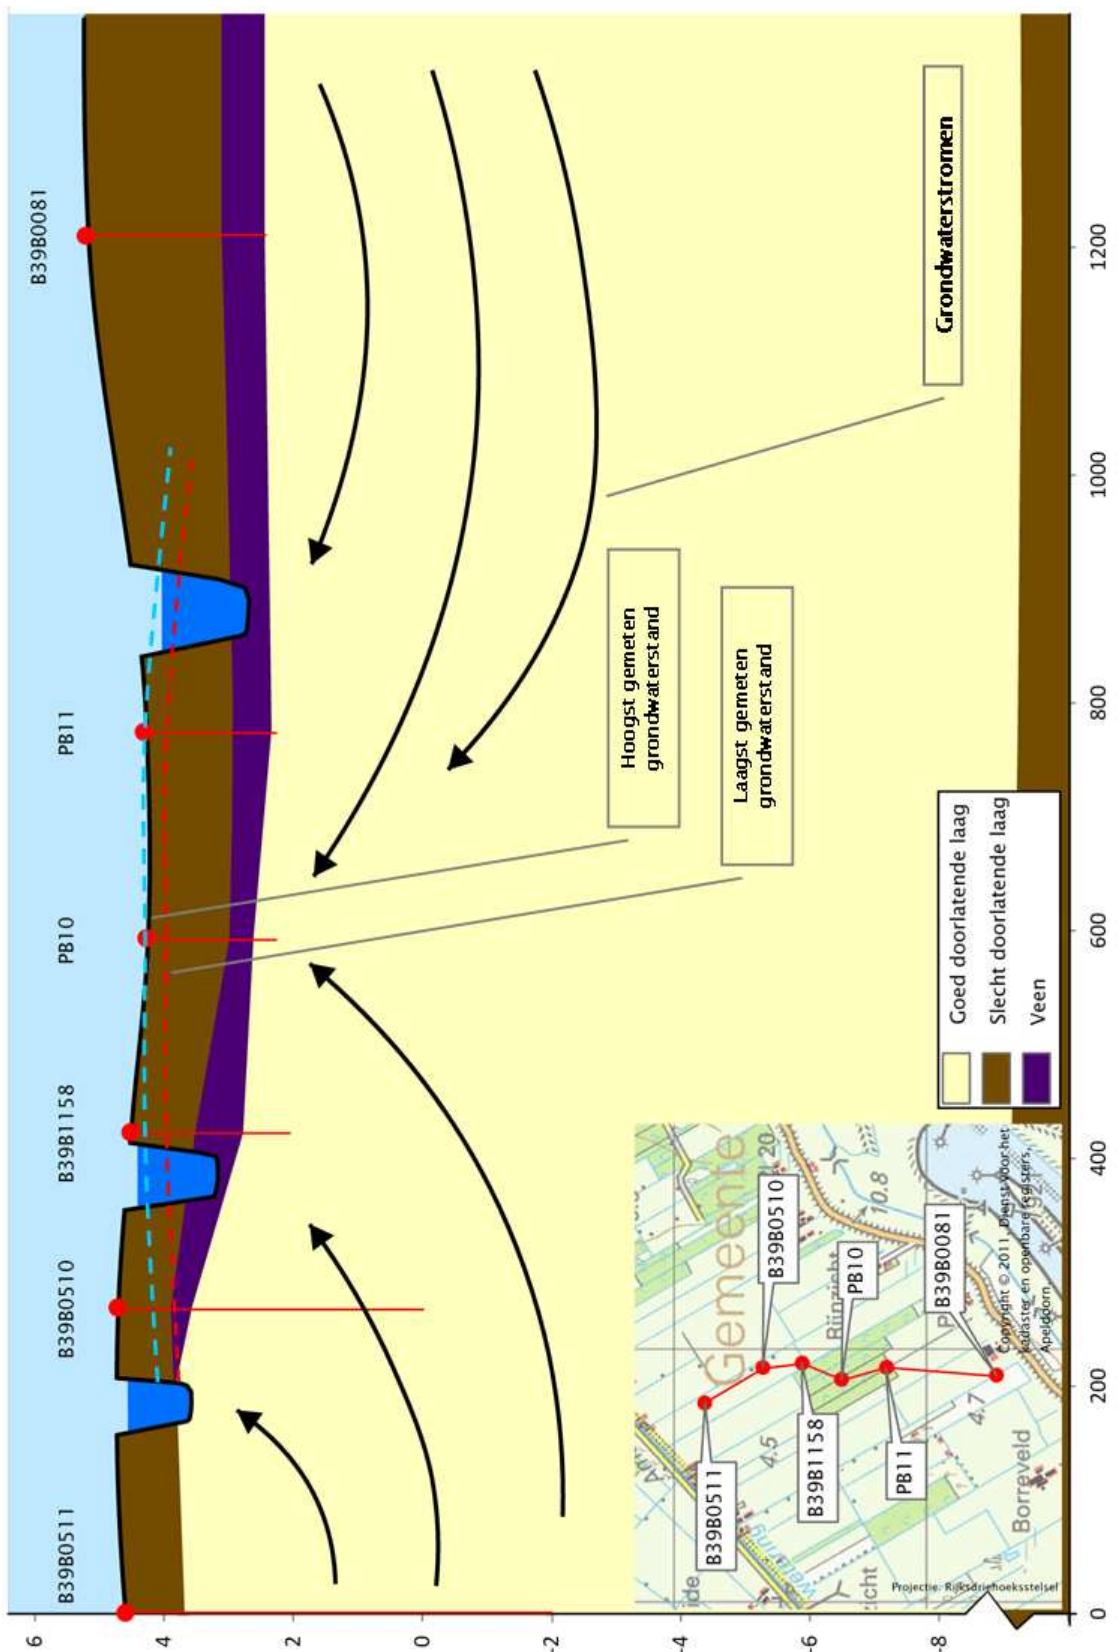 B39B0511
B39B0510
B39B1158
PB10
PB11
B39B0081
6
4
2
0
-2
-4
-6
-8
0
200
400
600
800
1000
1200
Hoogst gemeten
grondwaterstand
Laagst gemeten
grondwaterstand
Grondwaterstromen
Goed doorlatende laag
Slecht doorlatende laag
Veen
Gemeente
B39B0511
B39B0510
B39B1158
PB10
PB11
B39B0081
4.5
4.7
10.8
Rijnzicht
Borreveld
ide
icht
Projectie: Rijksdriehoeksstelsel
Copyright © 2011, Dienst voor het
kadaster en openbare registers,
Apeldoorn